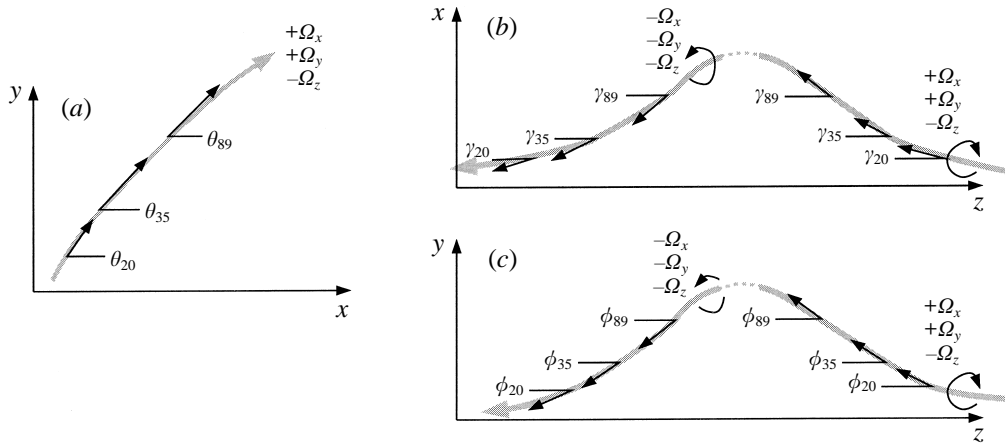 +Ωx
+Ωy
–Ωz
y
(a)
θ89
θ35
θ20
x
x
(b)
–Ωx
–Ωy
–Ωz
+Ωx
+Ωy
–Ωz
γ89
γ89
γ35
γ35
γ20
γ20
z
y
(c)
–Ωx
–Ωy
–Ωz
+Ωx
+Ωy
–Ωz
ϕ89
ϕ89
ϕ35
ϕ35
ϕ20
ϕ20
z